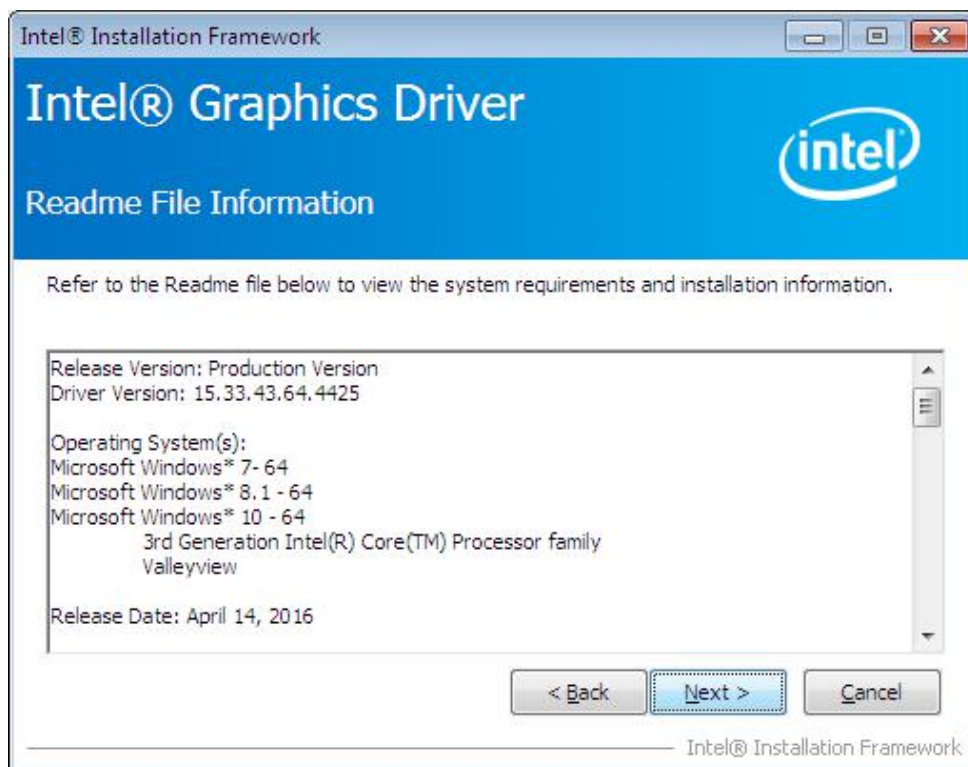 Intel® Installation Framework
Intel® Graphics Driver
intel®
Readme File Information
Refer to the Readme file below to view the system requirements and installation information.
Release Version: Production Version
Driver Version: 15.33.43.64.4425
Operating System(s):
Microsoft Windows* 7- 64
Microsoft Windows* 8.1 - 64
Microsoft Windows* 10 - 64
3rd Generation Intel(R) Core(TM) Processor family
Valleyview
Release Date: April 14, 2016
< Back Next > Cancel
Intel® Installation Framework